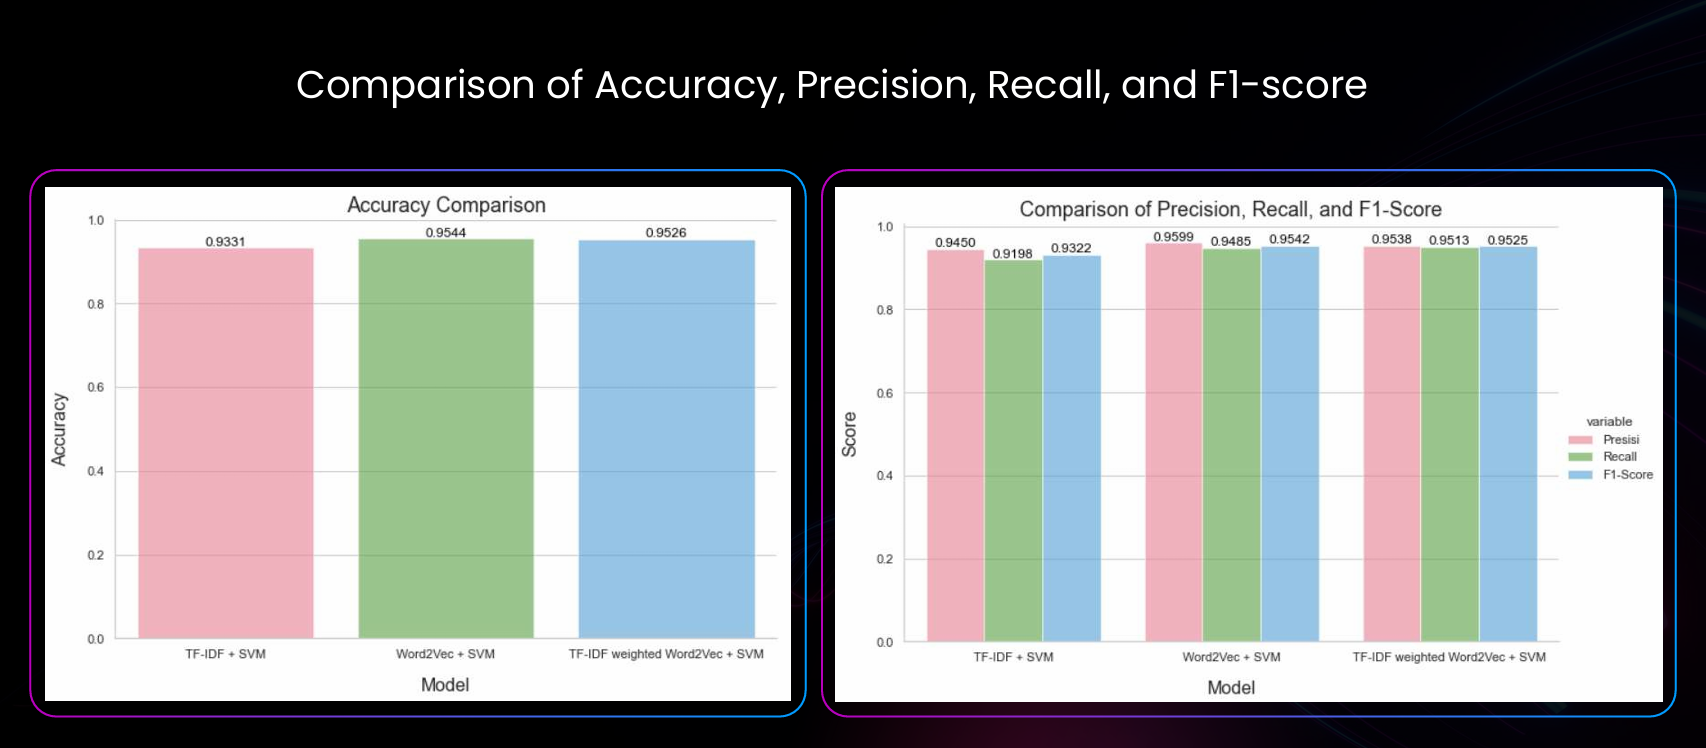 Comparison of Accuracy, Precision, Recall, and F1-score
Accuracy Comparison
1.0
0.8
0.6
0.4
0.2
0.0
Accuracy
0.9331
0.9544
0.9526
TF-IDF + SVM
Word2Vec + SVM
TF-IDF weighted Word2Vec + SVM
Model
Comparison of Precision, Recall, and F1-Score
1.0
0.8
0.6
0.4
0.2
0.0
Score
0.9450
0.9198
0.9322
0.9599
0.9485
0.9542
0.9538
0.9513
0.9525
TF-IDF + SVM
Word2Vec + SVM
TF-IDF weighted Word2Vec + SVM
Model
variable
Presisi
Recall
F1-Score